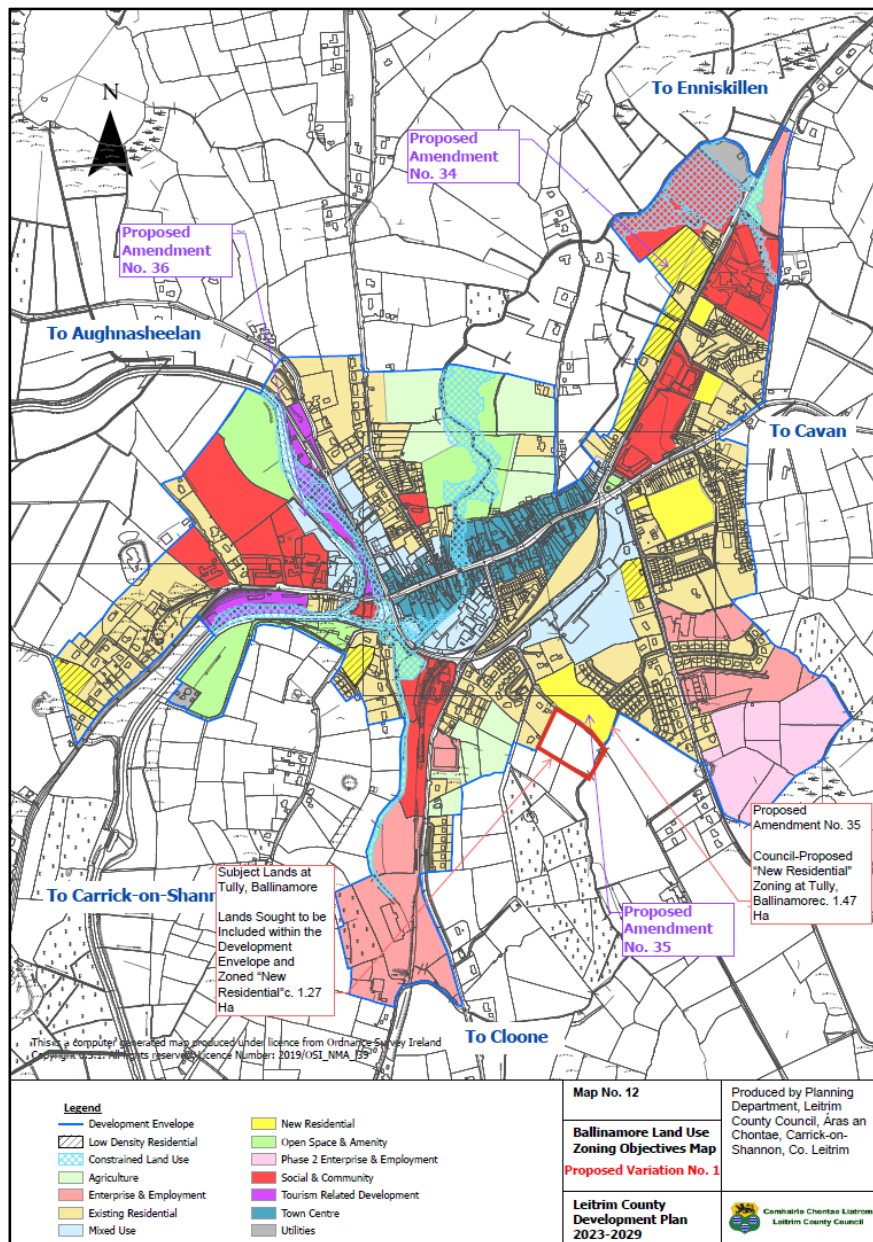 To Enniskillen
N
Proposed
Amendment
No. 34
Proposed
Amendment
No. 36
To Aughnasheelan
To Cavan
Proposed
Amendment No. 35
Council-Proposed
“New Residential”
Zoning at Tully,
Ballinamorec. 1.47
Ha
Subject Lands at
Tully, Ballinamore
Lands Sought to be
Included within the
Development
Envelope and
Zoned “New
Residential”c. 1.27
Ha
To Carrick-on-Shann
Proposed
Amendment
No. 35
To Cloone
This is a computer generated map produced under licence from Ordnance Survey Ireland
Copyright All rights reserved Licence Number: 2019/OSI_NMA
Legend
Development Envelope
Low Density Residential
Constrained Land Use
Agriculture
Enterprise & Employment
Existing Residential
Mixed Use
New Residential
Open Space & Amenity
Phase 2 Enterprise & Employment
Social & Community
Tourism Related Development
Town Centre
Utilities
Map No. 12
Ballinamore Land Use
Zoning Objectives Map
Proposed Variation No. 1
Leitrim County
Development Plan
2023-2029
Produced by Planning
Department, Leitrim
County Council, Áras an
Chontae, Carrick-on-
Shannon, Co. Leitrim
Comhairle Chontae Liatroma
Leitrim County Council